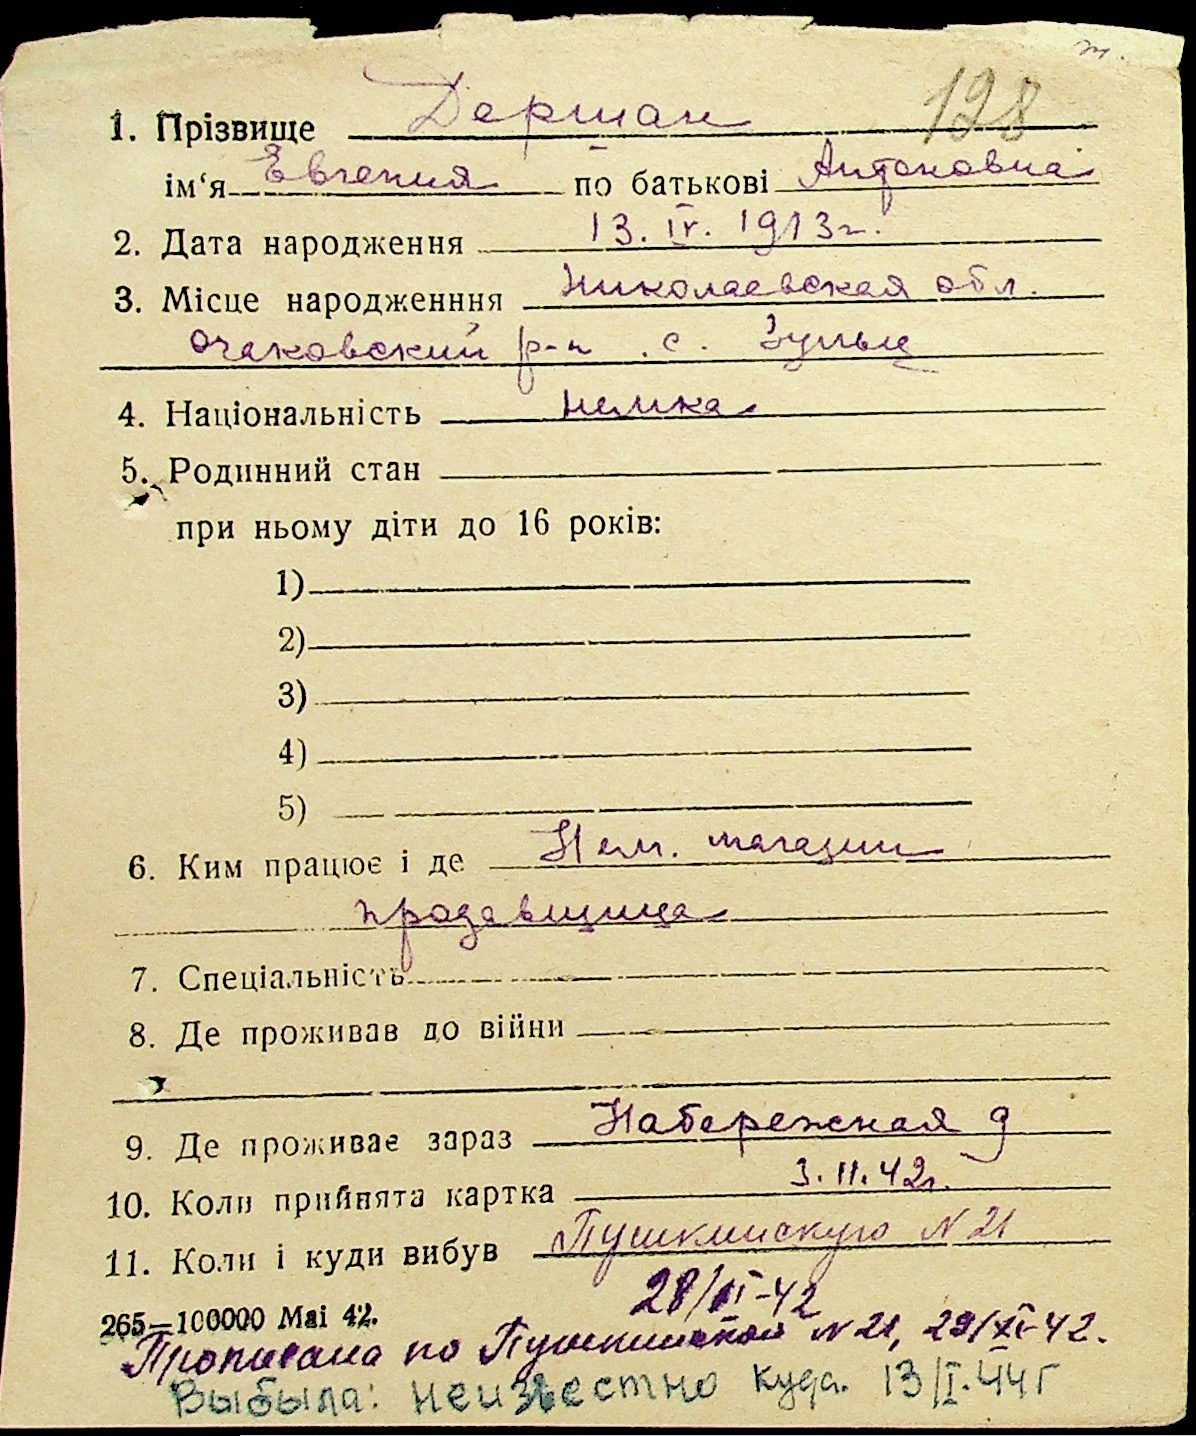 т.
128
1. Прізвище Дерман
ім‘я Евгения по батькові Антоновна
2. Дата народження 13. IV. 1913 г.
3. Місце народженння Николаевская обл.
Очаковский р-н . с. Зульц
4. Національність немка
5. Родинний стан
при ньому діти до 16 років:
1)
2)
3)
4)
5)
6. Ким працює і де Нем. магазин
продавщица
7. Спеціальність
8. Де проживав до війни
9. Де проживає зараз Набережная 9
10. Коли прийнята картка 3. 11. 42 г.
11. Коли і куди вибув Пушкинскую N 21
28/XI-42
265—100000 Маі 42.
Прописана по Пушкинской N 21, 29/XI-42.
Выбыла: неизвестно куда. 13/I.44 г